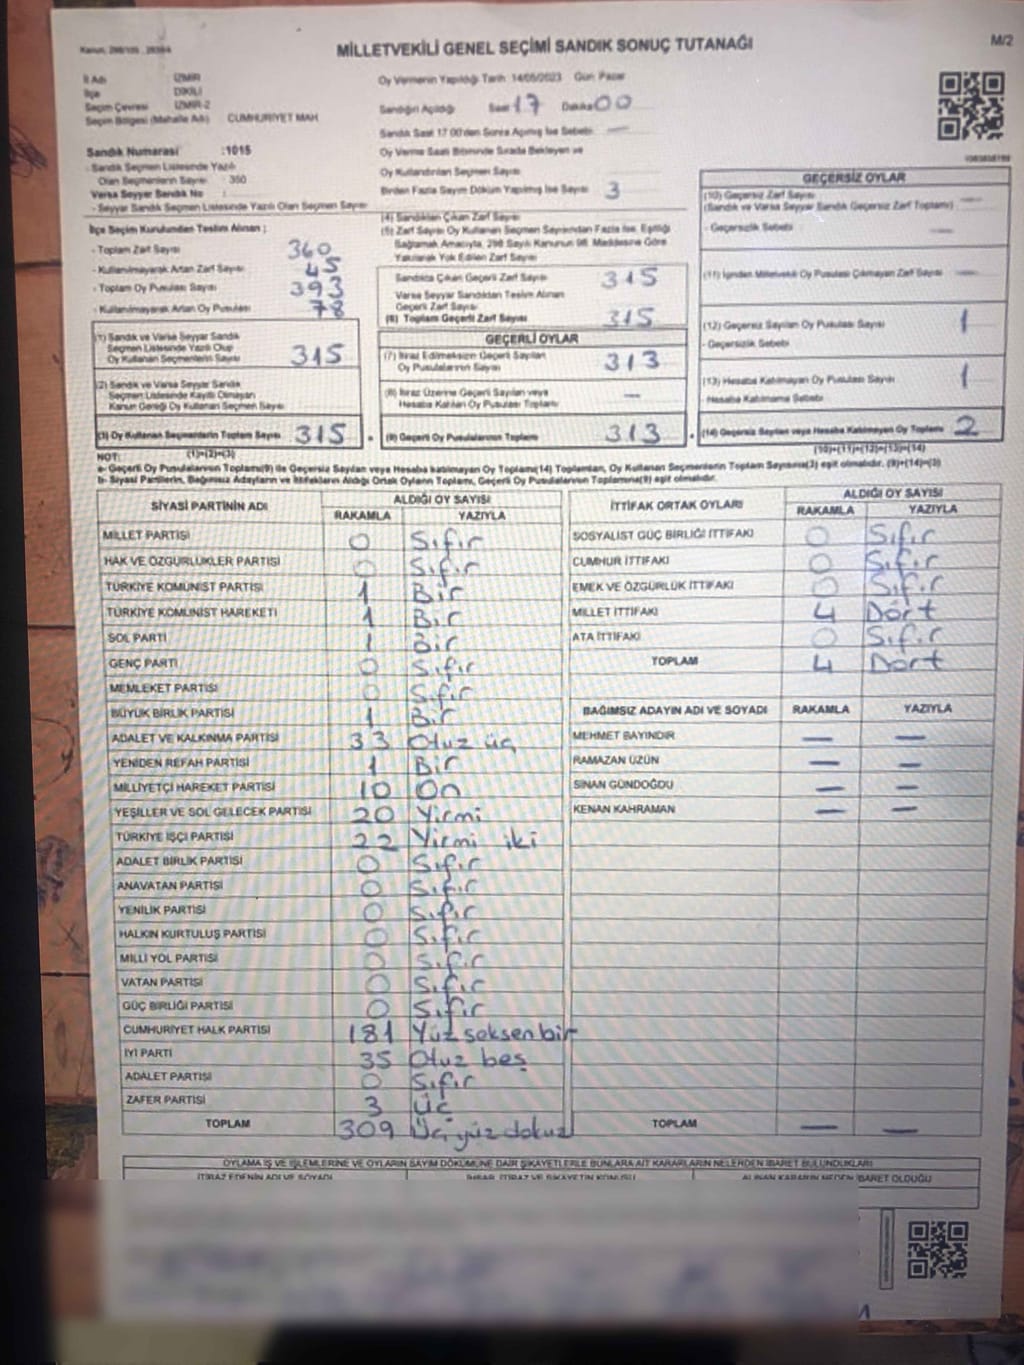 Kanun, 298/105
MİLLETVEKİLİ GENEL SEÇİMİ SANDIK SONUÇ TUTANAĞI
M/2
İl Adı İZMİR
İlçe DİKİLİ
Seçim Çevresi İZMİR-2
Seçim Bölgesi (Mahalle Adı) CUMHURİYET MAH
Sandık Numarası :1015
- Sandık Seçmen Listesinde Yazılı
Olan Seçmenlerin Sayısı : 350
Varsa Seyyar Sandık No :
- Seyyar Sandık Seçmen Listesinde Yazılı Olan Seçmen Sayısı
İlçe Seçim Kurulundan Teslim Alınan ;
- Toplam Zarf Sayısı 360
- Kullanılmayarak Artan Zarf Sayısı 45
- Toplam Oy Pusulası Sayısı 393
- Kullanılmayarak Artan Oy Pusulası 78
(1) Sandık ve Varsa Seyyar Sandık
Seçmen Listesinde Yazılı Olup
Oy Kullanan Seçmenlerin Sayısı 315
(2) Sandık ve Varsa Seyyar Sandık
Seçmen Listesinde Kayıtlı Olmayan
Kanun Gereği Oy Kullanan Seçmen Sayısı
(3) Oy Kullanan Seçmenlerin Toplam Sayısı 315
(1)+(2)=(3)
Oy Vermenin Yapıldığı Tarih: 14/05/2023 Gün: Pazar
Sandığın Açıldığı Saat 17 Dakika 00
Sandık Saat 17.00'den Sonra Açılmış İse Sebebi —
Oy Verme Saati Bitiminde Sırada Bekleyen ve
Oy Kullandırılan Seçmen Sayısı
Birden Fazla Sayım Döküm Yapılmış İse Sayısı 3
(4) Sandıktan Çıkan Zarf Sayısı
(5) Zarf Sayısı Oy Kullanan Seçmen Sayısından Fazla İse, Eşitliği
Sağlamak Amacıyla, 298 Sayılı Kanunun 98. Maddesine Göre
Yakılarak Yok Edilen Zarf Sayısı
Sandıkta Çıkan Geçerli Zarf Sayısı 315
Varsa Seyyar Sandıktan Teslim Alınan
Geçerli Zarf Sayısı
(6) Toplam Geçerli Zarf Sayısı 315
GEÇERLİ OYLAR
(7) İtiraz Edilmeksizin Geçerli Sayılan
Oy Pusulalarının Sayısı 313
(8) İtiraz Üzerine Geçerli Sayılan veya
Hesaba Katılan Oy Pusulası Toplamı —
(9) Geçerli Oy Pusulalarının Toplamı 313
GEÇERSİZ OYLAR
(10) Geçersiz Zarf Sayısı
(Sandık ve Varsa Seyyar Sandık Geçersiz Zarf Toplamı) —
- Geçersizlik Sebebi —
(11) İçinden Milletvekili Oy Pusulası Çıkmayan Zarf Sayısı —
(12) Geçersiz Sayılan Oy Pusulası Sayısı 1
- Geçersizlik Sebebi
(13) Hesaba Katılmayan Oy Pusulası Sayısı 1
Hesaba Katılmama Sebebi
(14) Geçersiz Sayılan veya Hesaba Katılmayan Oy Toplamı 2
(10)+(11)+(12)+(13)=(14)
NOT:
a- Geçerli Oy Pusulalarının Toplamı(9) ile Geçersiz Sayılan veya Hesaba katılmayan Oy Toplamı(14) Toplamları, Oy Kullanan Seçmenlerin Toplam Sayısına(3) eşit olmalıdır. (9)+(14)=(3)
b- Siyasi Partilerin, Bağımsız Adayların ve İttifakların Aldığı Ortak Oyların Toplamı, Geçerli Oy Pusulalarının Toplamına(9) eşit olmalıdır.
SİYASİ PARTİNİN ADI ALDIĞI OY SAYISI
RAKAMLA YAZIYLA
MİLLET PARTİSİ 0 Sıfır
HAK VE ÖZGÜRLÜKLER PARTİSİ 0 Sıfır
TÜRKİYE KOMÜNİST PARTİSİ 1 Bir
TÜRKİYE KOMÜNİST HAREKETİ 1 Bir
SOL PARTİ 1 Bir
GENÇ PARTİ 0 Sıfır
MEMLEKET PARTİSİ 0 Sıfır
BÜYÜK BİRLİK PARTİSİ 1 Bir
ADALET VE KALKINMA PARTİSİ 33 Otuz üç
YENİDEN REFAH PARTİSİ 1 Bir
MİLLİYETÇİ HAREKET PARTİSİ 10 On
YEŞİLLER VE SOL GELECEK PARTİSİ 20 Yirmi
TÜRKİYE İŞÇİ PARTİSİ 22 Yirmi iki
ADALET BİRLİK PARTİSİ 0 Sıfır
ANAVATAN PARTİSİ 0 Sıfır
YENİLİK PARTİSİ 0 Sıfır
HALKIN KURTULUŞ PARTİSİ 0 Sıfır
MİLLİ YOL PARTİSİ 0 Sıfır
VATAN PARTİSİ 0 Sıfır
GÜÇ BİRLİĞİ PARTİSİ 0 Sıfır
CUMHURİYET HALK PARTİSİ 181 Yüz seksen bir
İYİ PARTİ 35 Otuz beş
ADALET PARTİSİ 0 Sıfır
ZAFER PARTİSİ 3 Üç
TOPLAM 309 Üç yüz dokuz
İTTİFAK ORTAK OYLARI ALDIĞI OY SAYISI
RAKAMLA YAZIYLA
SOSYALİST GÜÇ BİRLİĞİ İTTİFAKI 0 Sıfır
CUMHUR İTTİFAKI 0 Sıfır
EMEK VE ÖZGÜRLÜK İTTİFAKI 0 Sıfır
MİLLET İTTİFAKI 4 Dört
ATA İTTİFAKI 0 Sıfır
TOPLAM 4 Dört
BAĞIMSIZ ADAYIN ADI VE SOYADI RAKAMLA YAZIYLA
MEHMET BAYINDIR — —
RAMAZAN UZUN — —
SİNAN GÜNDOĞDU — —
KENAN KAHRAMAN — —
TOPLAM — —
OYLAMA İŞ VE İŞLEMLERİNE VE OYLARIN SAYIM DÖKÜMÜNE DAİR ŞİKAYETLERLE BUNLARA AİT KARARLARIN NELERDEN İBARET BULUNDUKLARI
İTİRAZ EDENİN ADI VE SOYADI İHBAR, İTİRAZ VE ŞİKAYETİN KONUSU ALINAN KARARIN NEDEN İBARET OLDUĞU